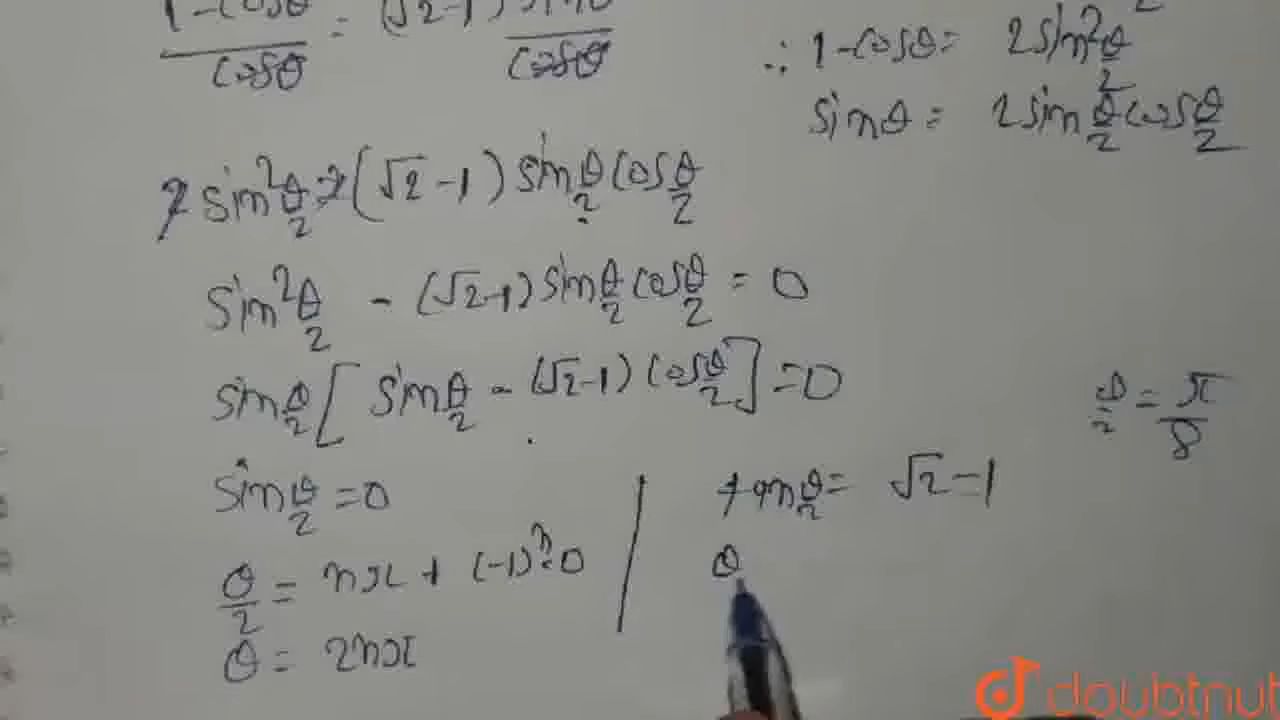 1-cosθ/cosθ = (√2-1) sinθ/cosθ
∴ 1-cosθ = 2sin²θ/2
sinθ = 2sinθ/2 cosθ/2
2sin²θ/2 = 2(√2-1) sinθ/2 cosθ/2
sin²θ/2 - (√2-1) sinθ/2 cosθ/2 = 0
sinθ/2 [ sinθ/2 - (√2-1) cosθ/2 ] = 0
θ/2 = π/8
sinθ/2 = 0
tanθ/2 = √2-1
θ/2 = nπ + (-1)ⁿ·0
θ
θ = 2nπ
doubtnut